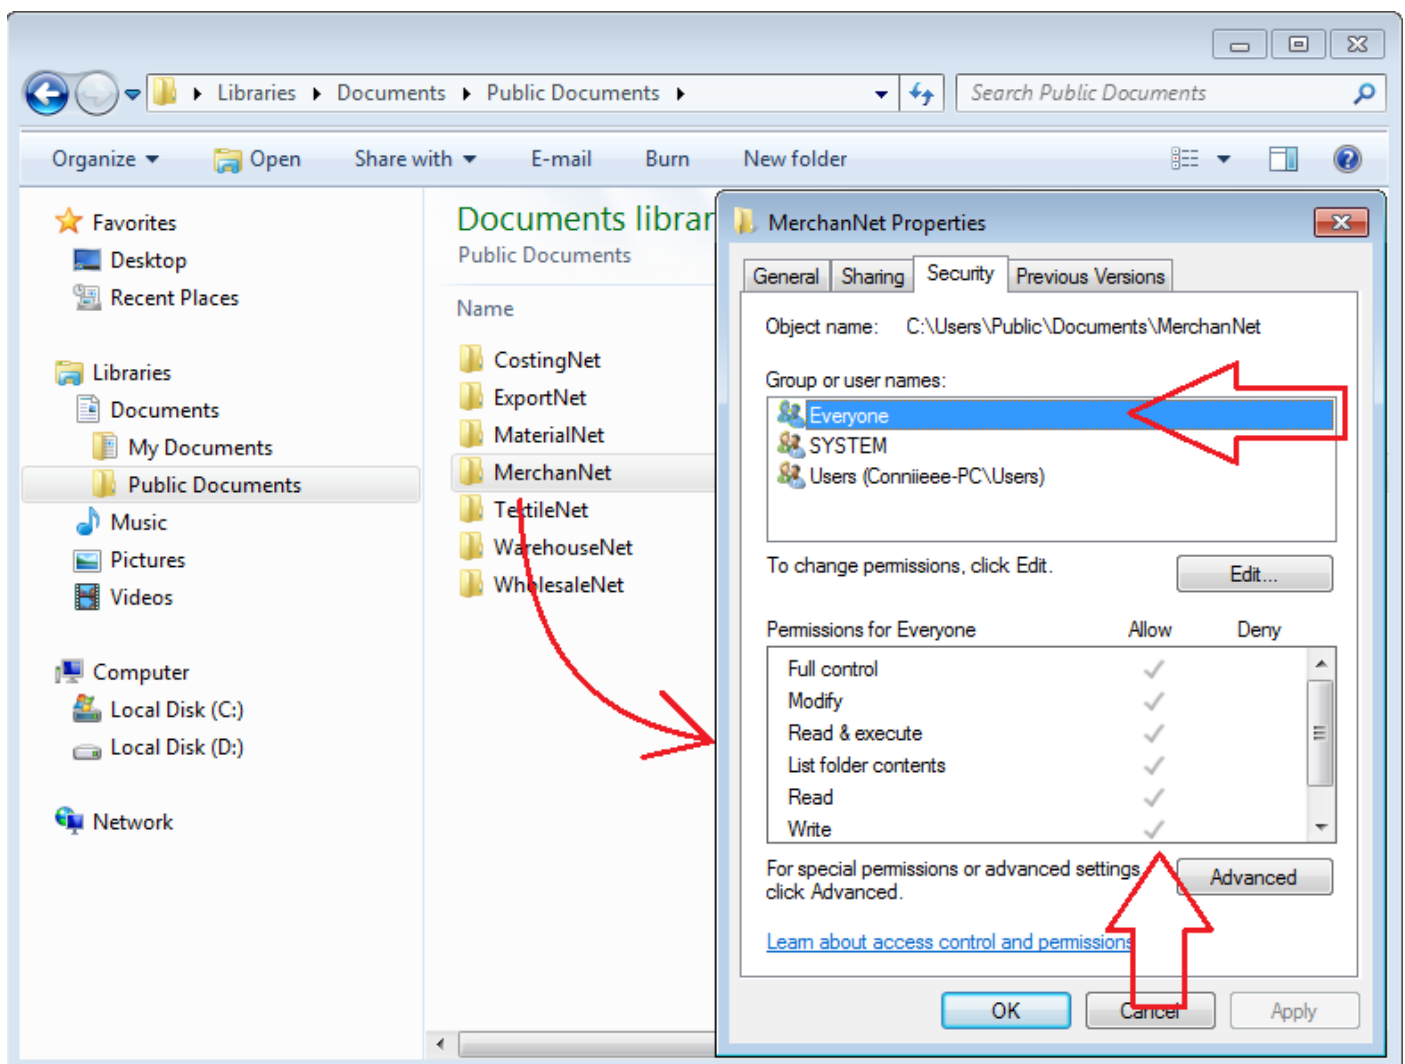 Libraries Documents Public Documents
Search Public Documents
Organize Open Share with E-mail Burn New folder
Favorites
Desktop
Recent Places
Libraries
Documents
My Documents
Public Documents
Music
Pictures
Videos
Computer
Local Disk (C:)
Local Disk (D:)
Network
Documents librar
Public Documents
Name
CostingNet
ExportNet
MaterialNet
MerchanNet
TextileNet
WarehouseNet
WholesaleNet
MerchanNet Properties
General Sharing Security Previous Versions
Object name: C:\Users\Public\Documents\MerchanNet
Group or user names:
Everyone
SYSTEM
Users (Conniieee-PC\Users)
To change permissions, click Edit.
Edit...
Permissions for Everyone Allow Deny
Full control
Modify
Read & execute
List folder contents
Read
Write
For special permissions or advanced settings,
click Advanced.
Advanced
Learn about access control and permissions
OK Cancel Apply